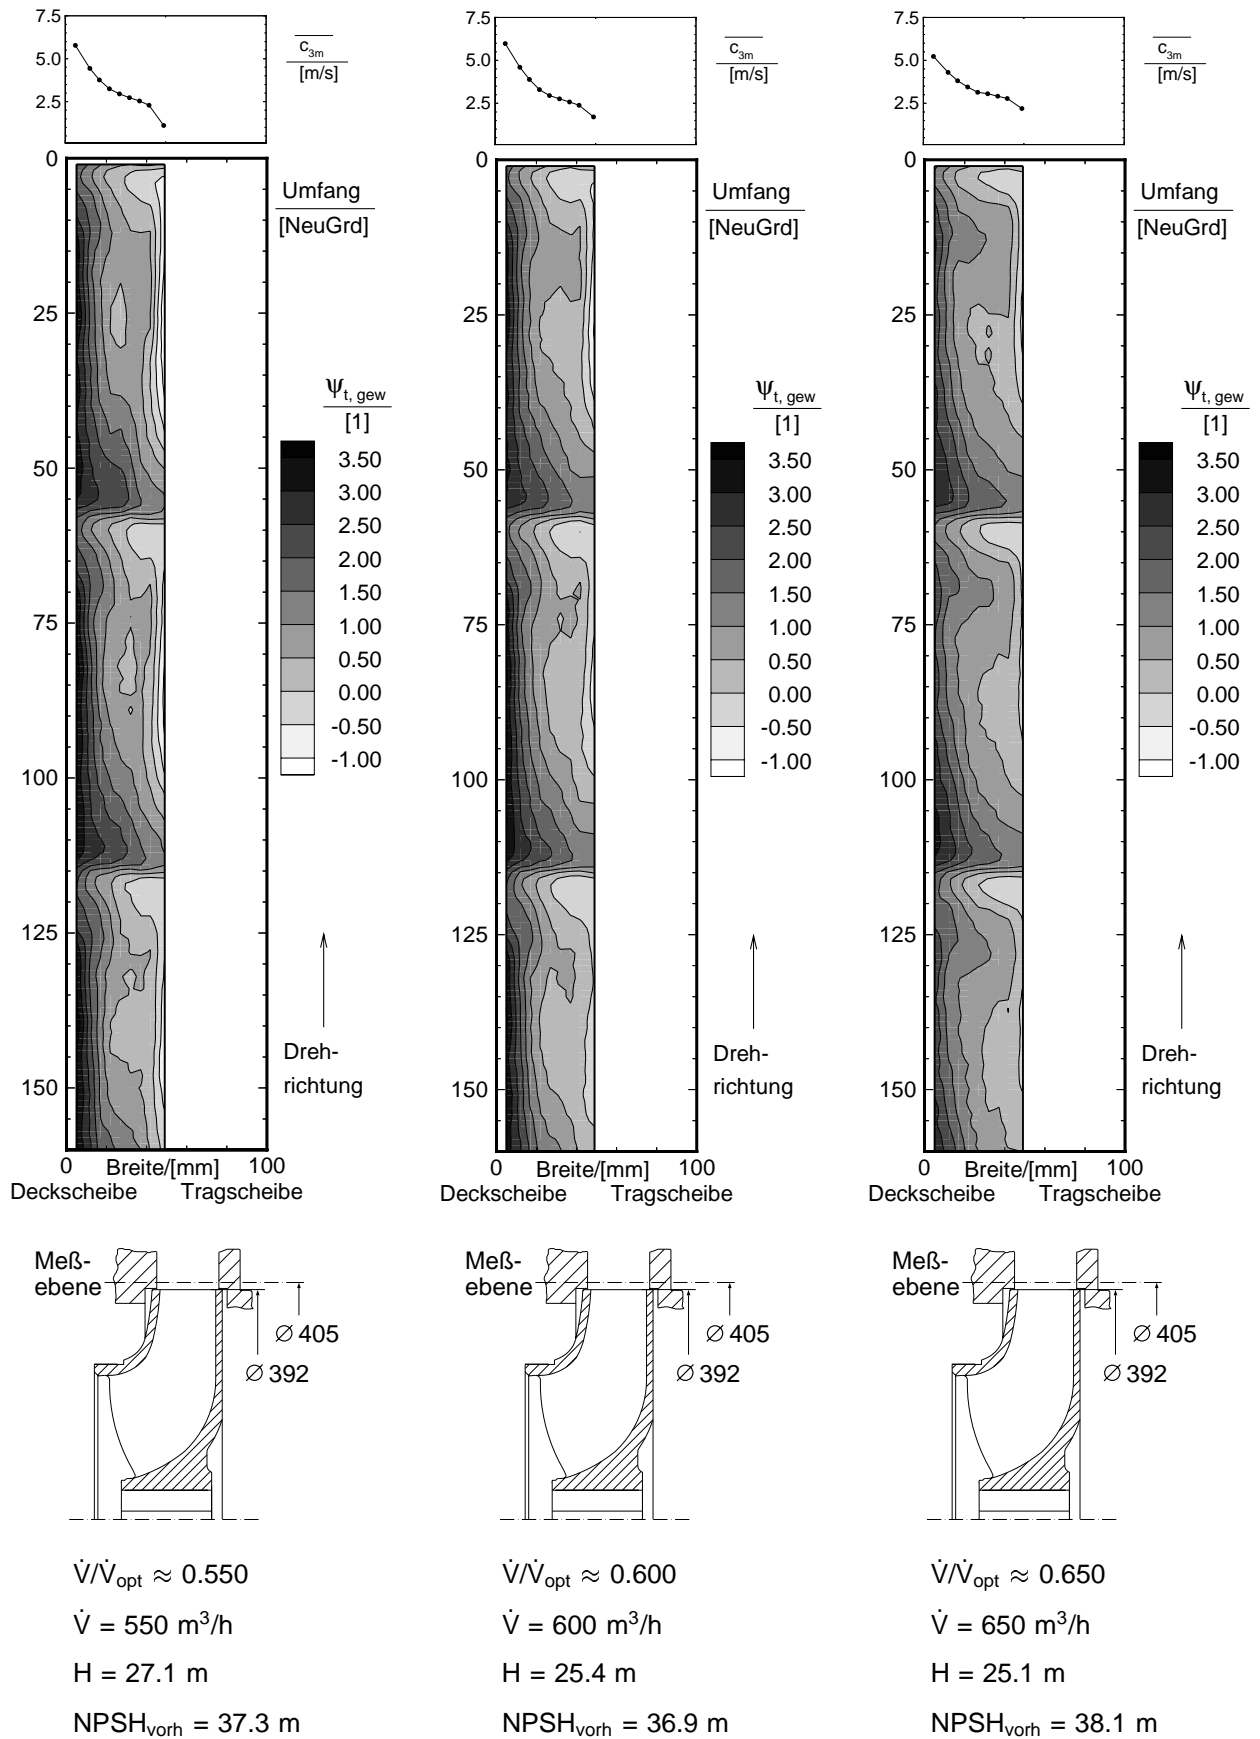 7.5
5.0
2.5
c3m
[m/s]
0
25
50
75
100
125
150
Umfang
[NeuGrd]
Ψt, gew
[1]
3.50
3.00
2.50
2.00
1.50
1.00
0.50
0.00
-0.50
-1.00
Dreh-
richtung
0 Breite/[mm] 100
Deckscheibe Tragscheibe
Meß-
ebene
∅ 405
∅ 392
V̇/V̇opt ≈ 0.550
V̇ = 550 m³/h
H = 27.1 m
NPSHvorh = 37.3 m
7.5
5.0
2.5
c3m
[m/s]
0
25
50
75
100
125
150
Umfang
[NeuGrd]
Ψt, gew
[1]
3.50
3.00
2.50
2.00
1.50
1.00
0.50
0.00
-0.50
-1.00
Dreh-
richtung
0 Breite/[mm] 100
Deckscheibe Tragscheibe
Meß-
ebene
∅ 405
∅ 392
V̇/V̇opt ≈ 0.600
V̇ = 600 m³/h
H = 25.4 m
NPSHvorh = 36.9 m
7.5
5.0
2.5
c3m
[m/s]
0
25
50
75
100
125
150
Umfang
[NeuGrd]
Ψt, gew
[1]
3.50
3.00
2.50
2.00
1.50
1.00
0.50
0.00
-0.50
-1.00
Dreh-
richtung
0 Breite/[mm] 100
Deckscheibe Tragscheibe
Meß-
ebene
∅ 405
∅ 392
V̇/V̇opt ≈ 0.650
V̇ = 650 m³/h
H = 25.1 m
NPSHvorh = 38.1 m